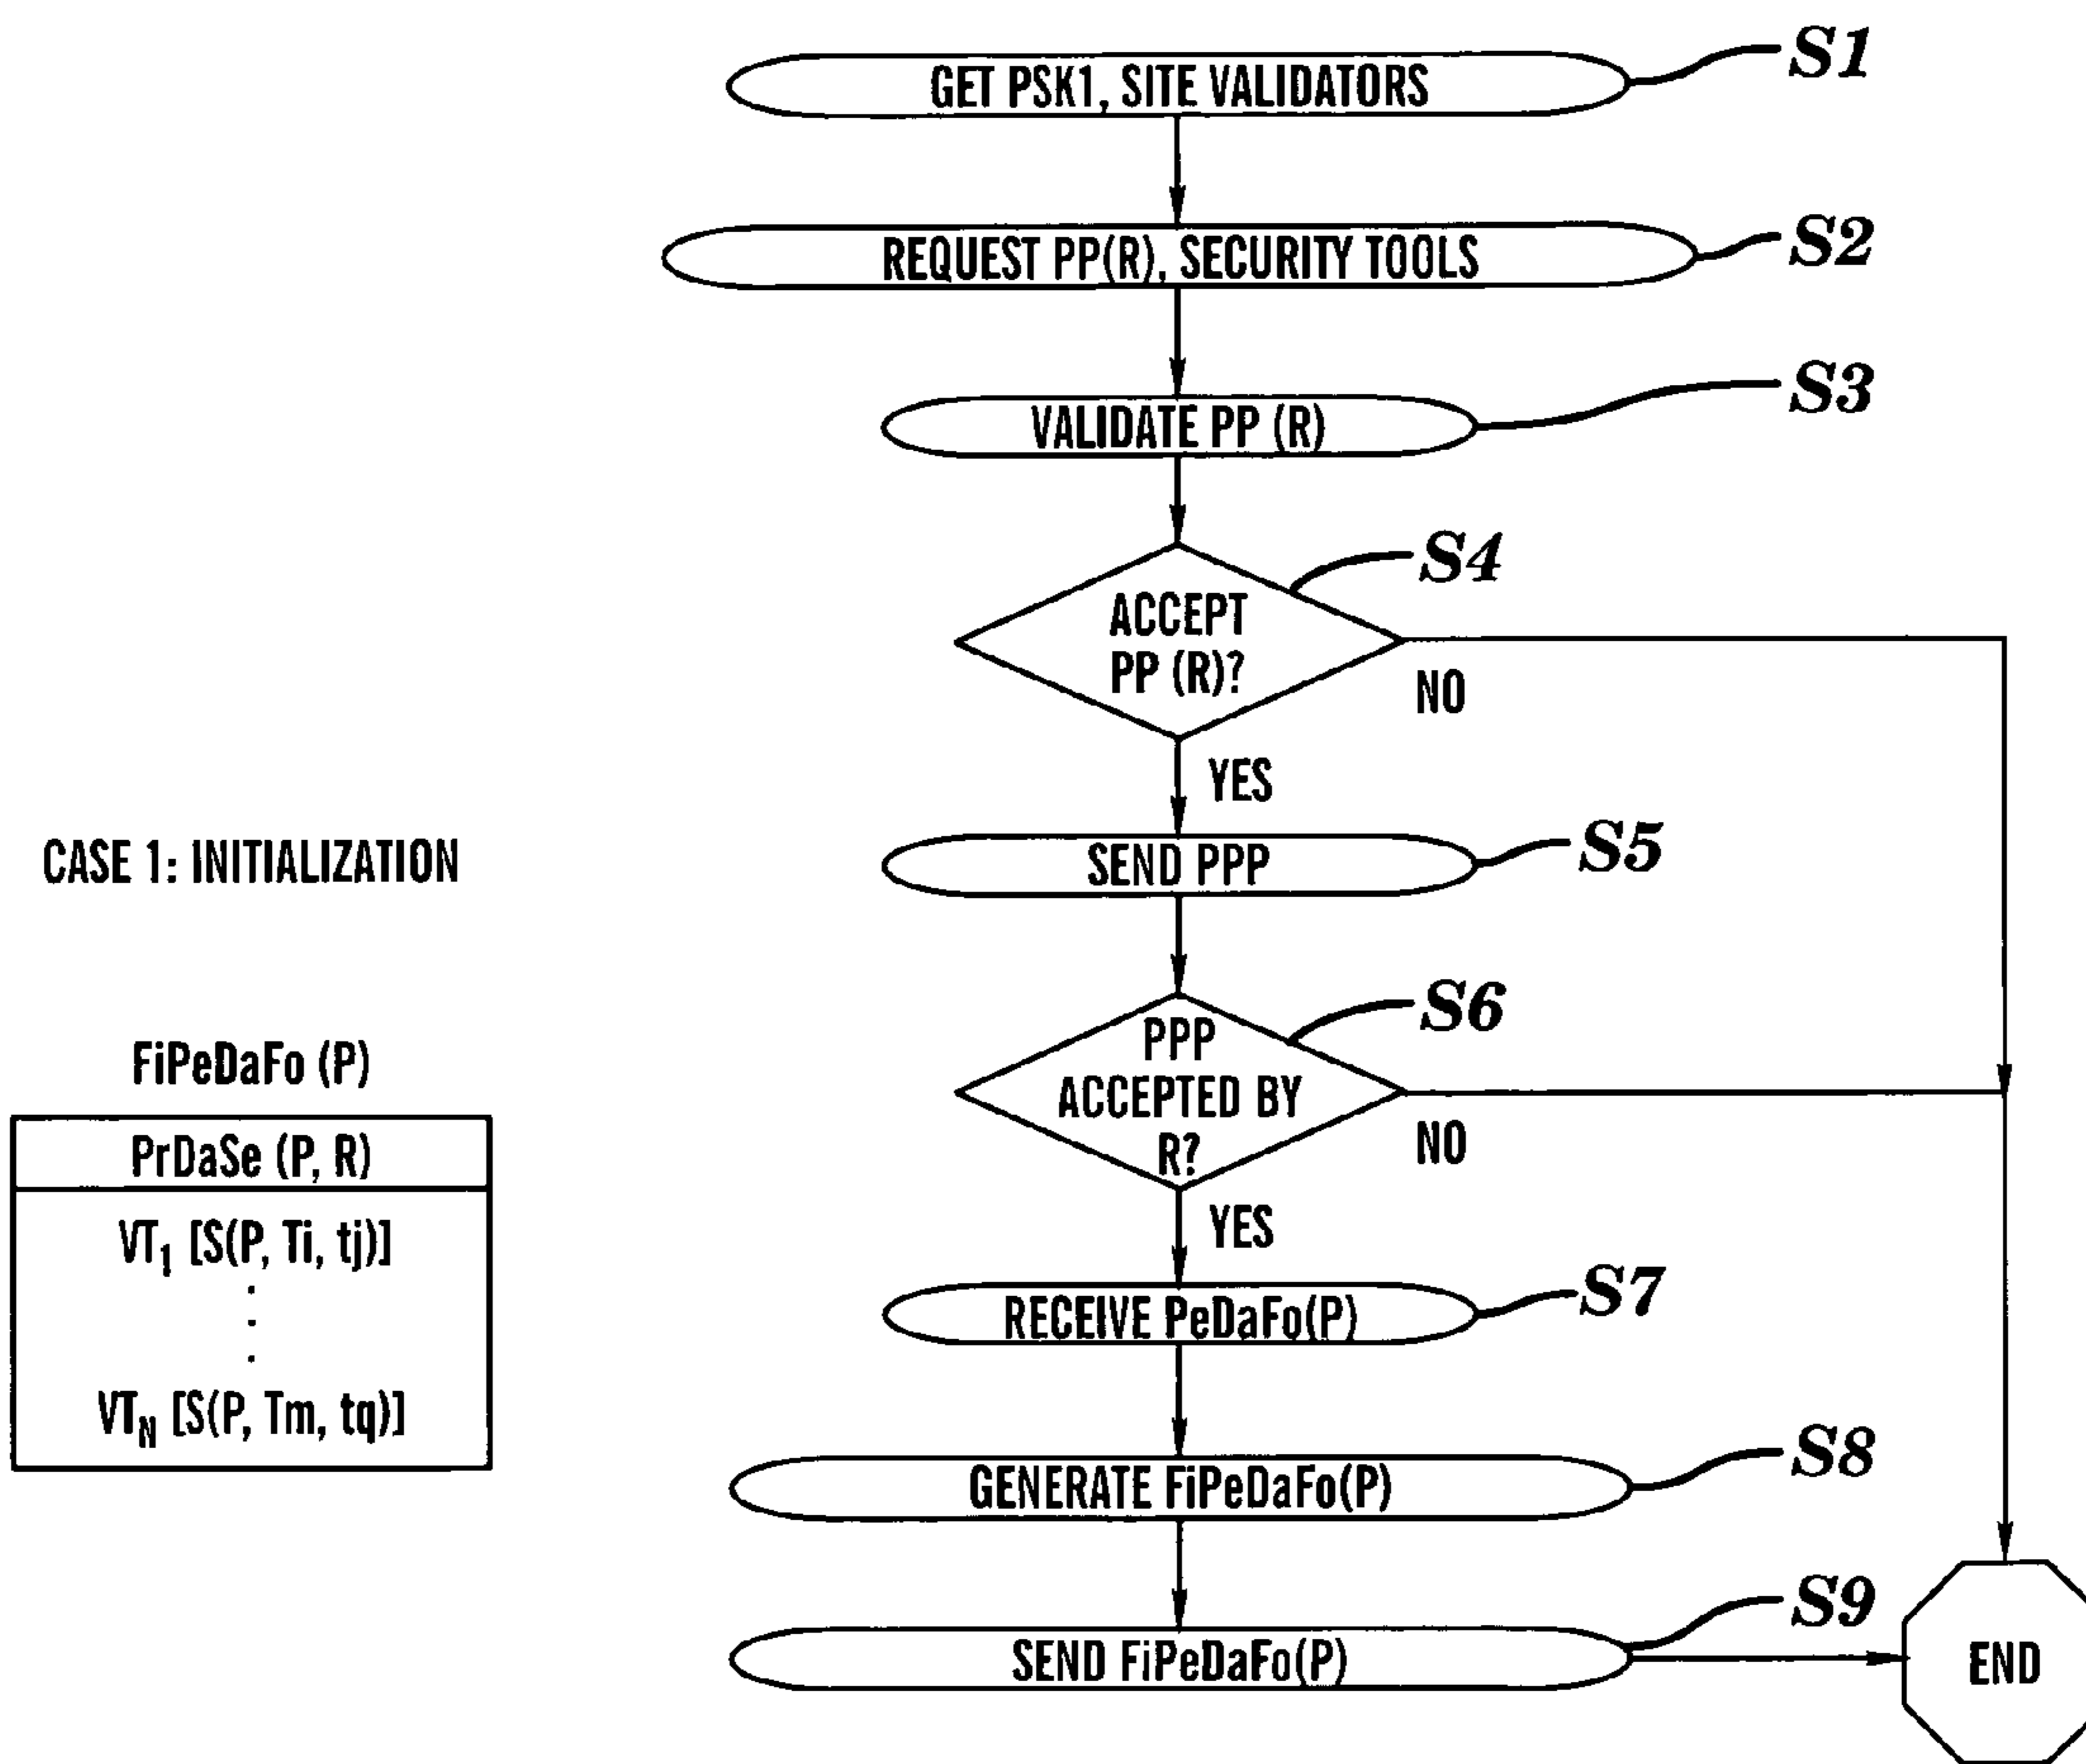 GET PSK1, SITE VALIDATORS
S1
REQUEST PP(R), SECURITY TOOLS
S2
VALIDATE PP (R)
S3
ACCEPT
PP (R)?
S4
NO
YES
SEND PPP
S5
CASE 1: INITIALIZATION
PPP
ACCEPTED BY
R?
S6
NO
YES
FiPeDaFo (P)
PrDaSe (P, R)
VT1 [S(P, Ti, tj)]
.
.
.
VTN [S(P, Tm, tq)]
RECEIVE PeDaFo(P)
S7
GENERATE FiPeDaFo(P)
S8
SEND FiPeDaFo(P)
S9
END